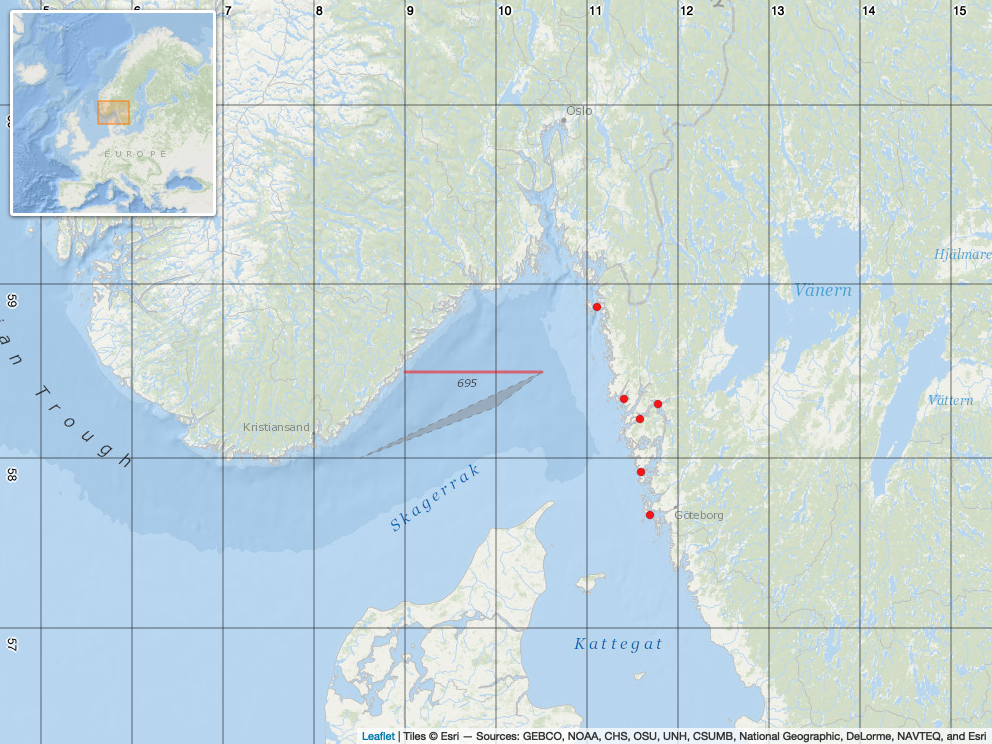 5 6 7 8 9 10 11 12 13 14 15
Oslo
EUROPE
Hjälmare
59
Vänern
ian Trough
695
Vättern
Kristiansand
58
Skagerrak
Göteborg
57
Kattegat
Leaflet | Tiles © Esri — Sources: GEBCO, NOAA, CHS, OSU, UNH, CSUMB, National Geographic, DeLorme, NAVTEQ, and Esri